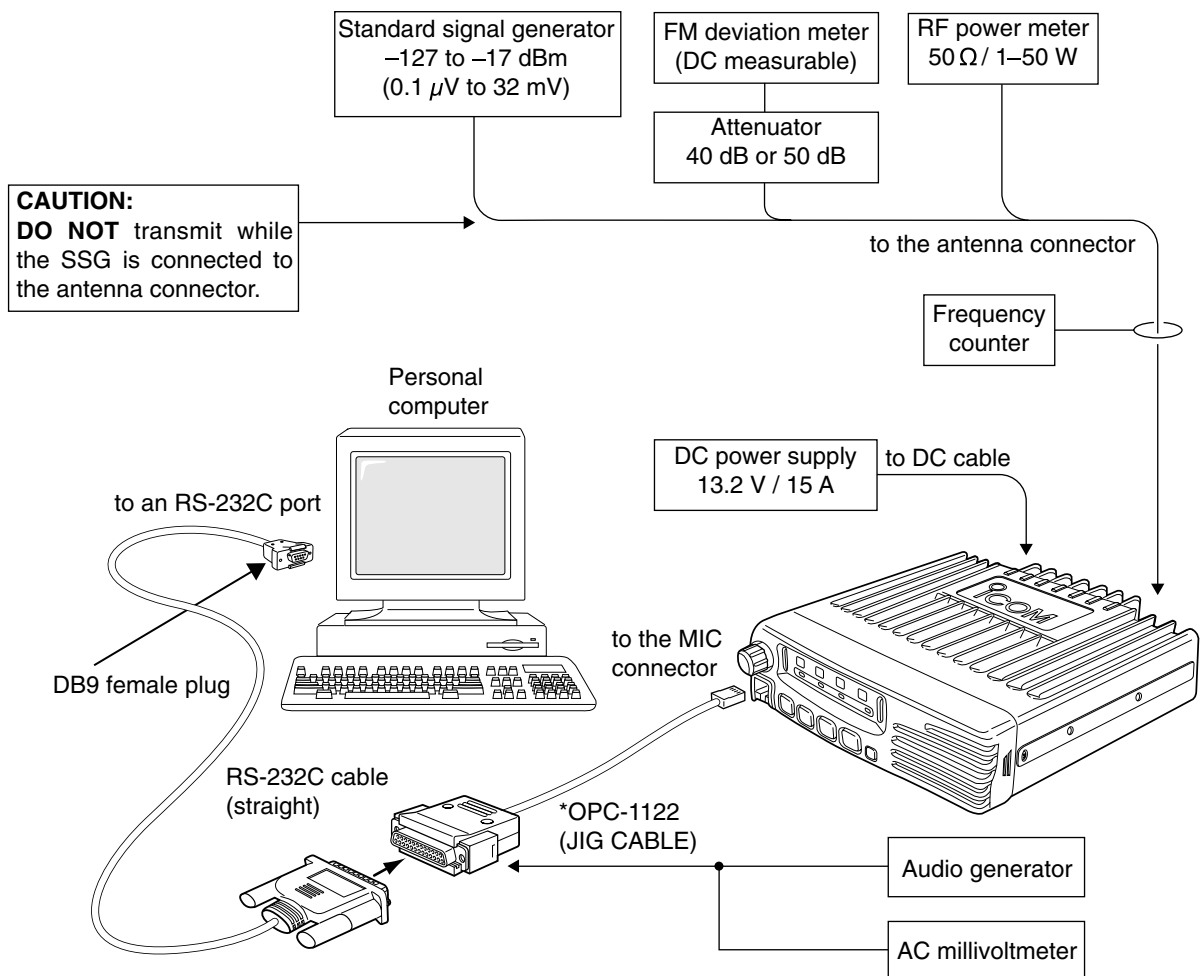 Standard signal generator
–127 to –17 dBm
(0.1 µV to 32 mV)
FM deviation meter
(DC measurable)
RF power meter
50 Ω / 1–50 W
Attenuator
40 dB or 50 dB
CAUTION:
DO NOT transmit while
the SSG is connected to
the antenna connector.
to the antenna connector
Frequency
counter
Personal
computer
DC power supply
13.2 V / 15 A
to DC cable
to an RS-232C port
to the MIC
connector
ICOM
DB9 female plug
RS-232C cable
(straight)
*OPC-1122
(JIG CABLE)
Audio generator
AC millivoltmeter